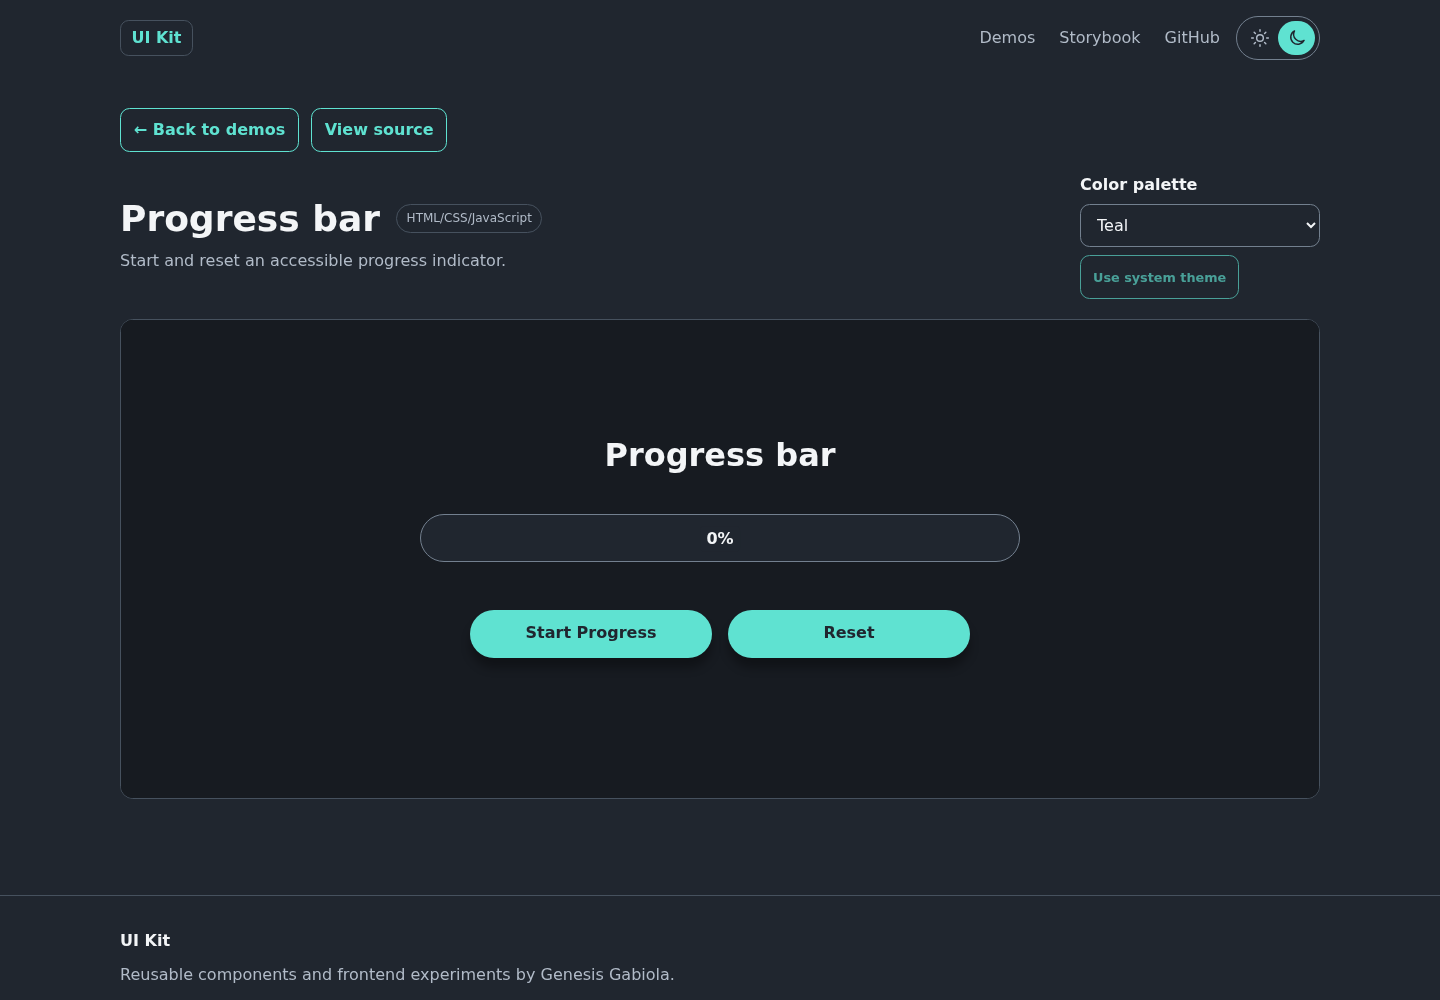 UI Kit
Demos
Storybook
GitHub
← Back to demos
View source
Color palette
Progress bar
HTML/CSS/JavaScript
Teal
Start and reset an accessible progress indicator.
Use system theme
Progress bar
0%
Start Progress
Reset
UI Kit
Reusable components and frontend experiments by Genesis Gabiola.